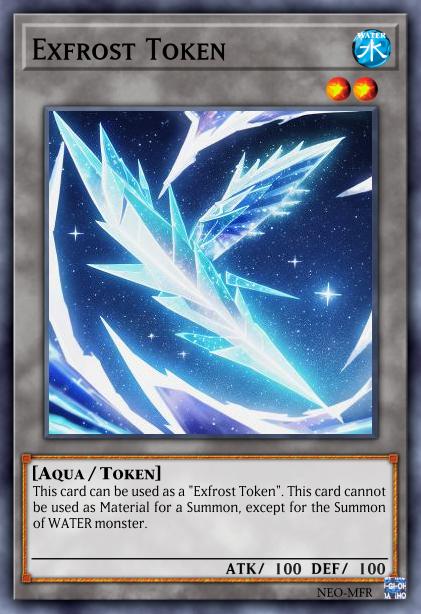 EXFROST TOKEN
WATER
水
[AQUA / TOKEN]
This card can be used as a "Exfrost Token". This card cannot
be used as Material for a Summon, except for the Summon
of WATER monster.
ATK/ 100 DEF/ 100
NEO-MFR